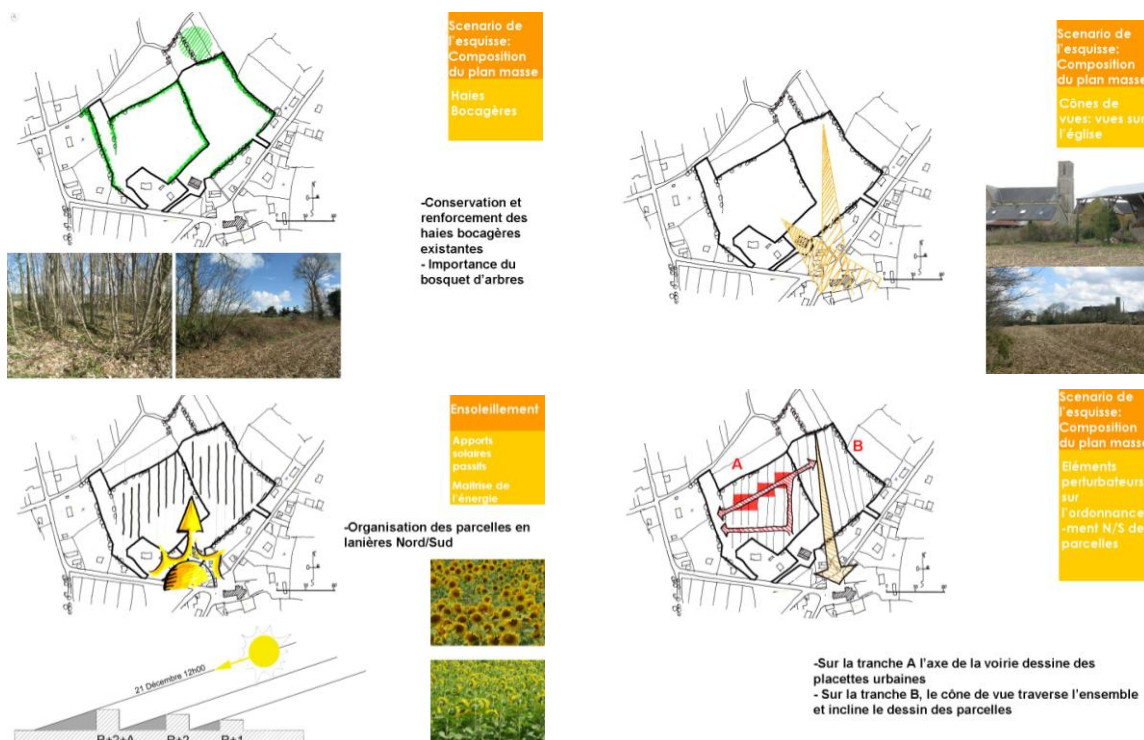 Scenario de
l'esquisse:
Composition
du plan masse
Haies
Bocagères
-Conservation et
renforcement des
haies bocagères
existantes
- Importance du
bosquet d'arbres
Scenario de
l'esquisse:
Composition
du plan masse
Cônes de
vues: vues sur
l'église
Ensoleillement
Apports
solaires
passifs
Maîtrise de
l'énergie
-Organisation des parcelles en
lanières Nord/Sud
21 Décembre 12h00
R+2+A
R+2
R+1
Scenario de
l'esquisse:
Composition
du plan masse
Eléments
perturbateurs
sur
l'ordonnance
-ment N/S de
parcelles
A
B
-Sur la tranche A l'axe de la voirie dessine des
placettes urbaines
- Sur la tranche B, le cône de vue traverse l'ensemble
et incline le dessin des parcelles